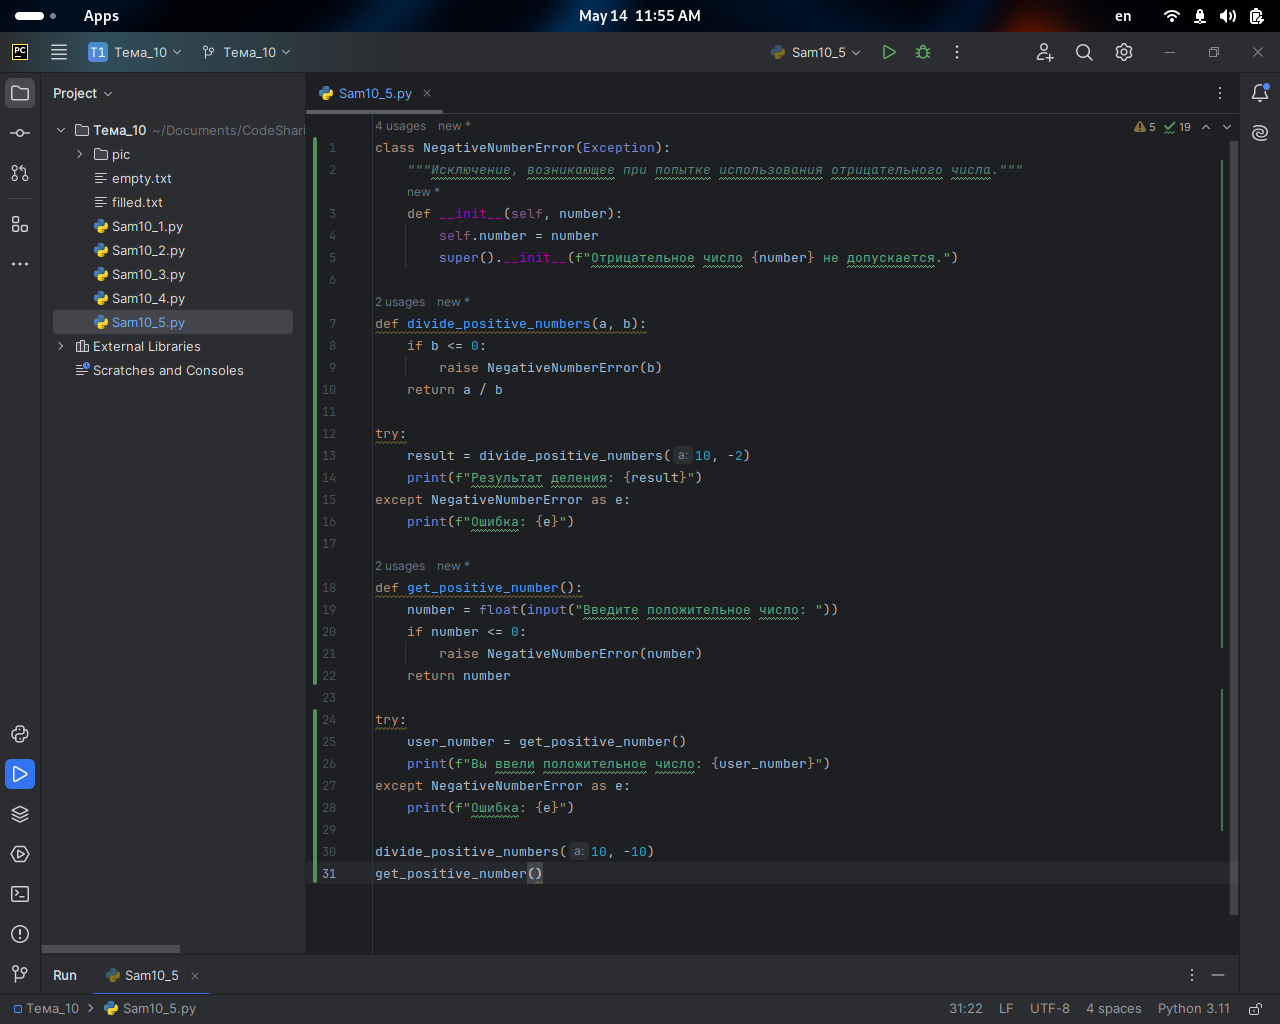 Apps
May 14 11:55 AM
en
PC
T1 Тема_10
Тема_10
Sam10_5
Project
Sam10_5.py
Тема_10 ~/Documents/CodeShari
pic
empty.txt
filled.txt
Sam10_1.py
Sam10_2.py
Sam10_3.py
Sam10_4.py
Sam10_5.py
External Libraries
Scratches and Consoles
5 19
4 usages new *
1 class NegativeNumberError(Exception):
2 """Исключение, возникающее при попытке использования отрицательного числа."""
new *
3 def __init__(self, number):
4 self.number = number
5 super().__init__(f"Отрицательное число {number} не допускается.")
6
2 usages new *
7 def divide_positive_numbers(a, b):
8 if b <= 0:
9 raise NegativeNumberError(b)
10 return a / b
11
12 try:
13 result = divide_positive_numbers( a: 10, -2)
14 print(f"Результат деления: {result}")
15 except NegativeNumberError as e:
16 print(f"Ошибка: {e}")
17
2 usages new *
18 def get_positive_number():
19 number = float(input("Введите положительное число: "))
20 if number <= 0:
21 raise NegativeNumberError(number)
22 return number
23
24 try:
25 user_number = get_positive_number()
26 print(f"Вы ввели положительное число: {user_number}")
27 except NegativeNumberError as e:
28 print(f"Ошибка: {e}")
29
30 divide_positive_numbers( a: 10, -10)
31 get_positive_number()
Run Sam10_5
Тема_10 Sam10_5.py
31:22 LF UTF-8 4 spaces Python 3.11